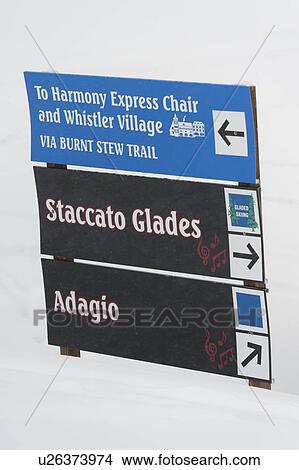 To Harmony Express Chair
and Whistler Village
VIA BURNT STEW TRAIL
Staccato Glades
GLADED
SKIING
Adagio
FOTOSEARCH
u26373974 www.fotosearch.com